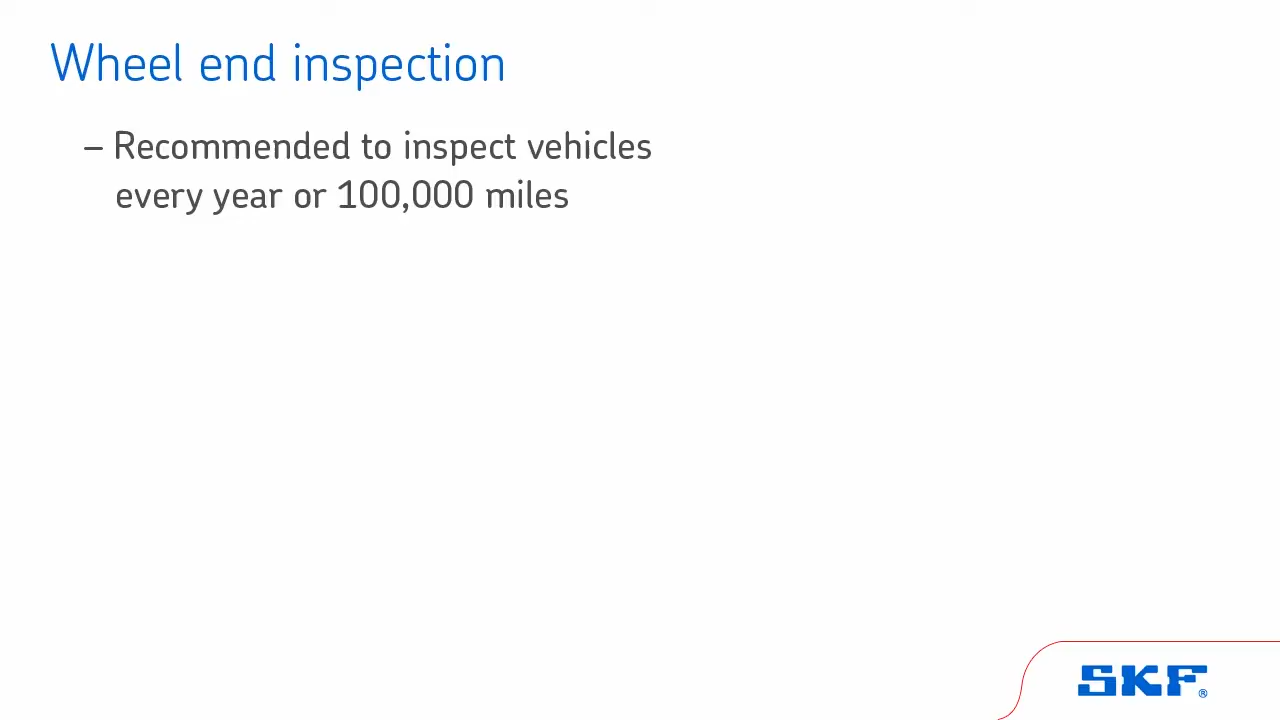 Wheel end inspection
– Recommended to inspect vehicles
every year or 100,000 miles
SKF®